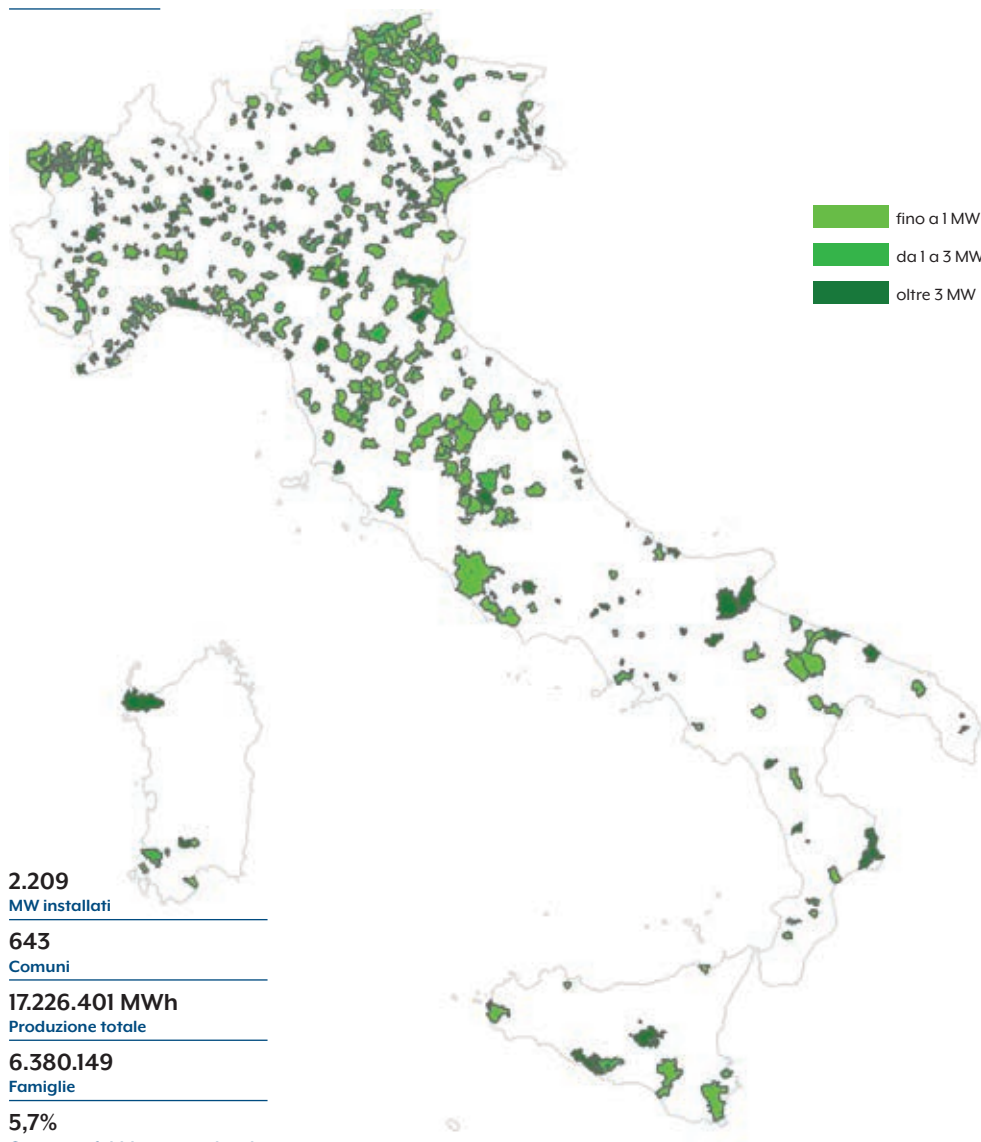 fino a 1 MW
da 1 a 3 MW
oltre 3 MW
2.209
MW installati
643
Comuni
17.226.401 MWh
Produzione totale
6.380.149
Famiglie
5,7%